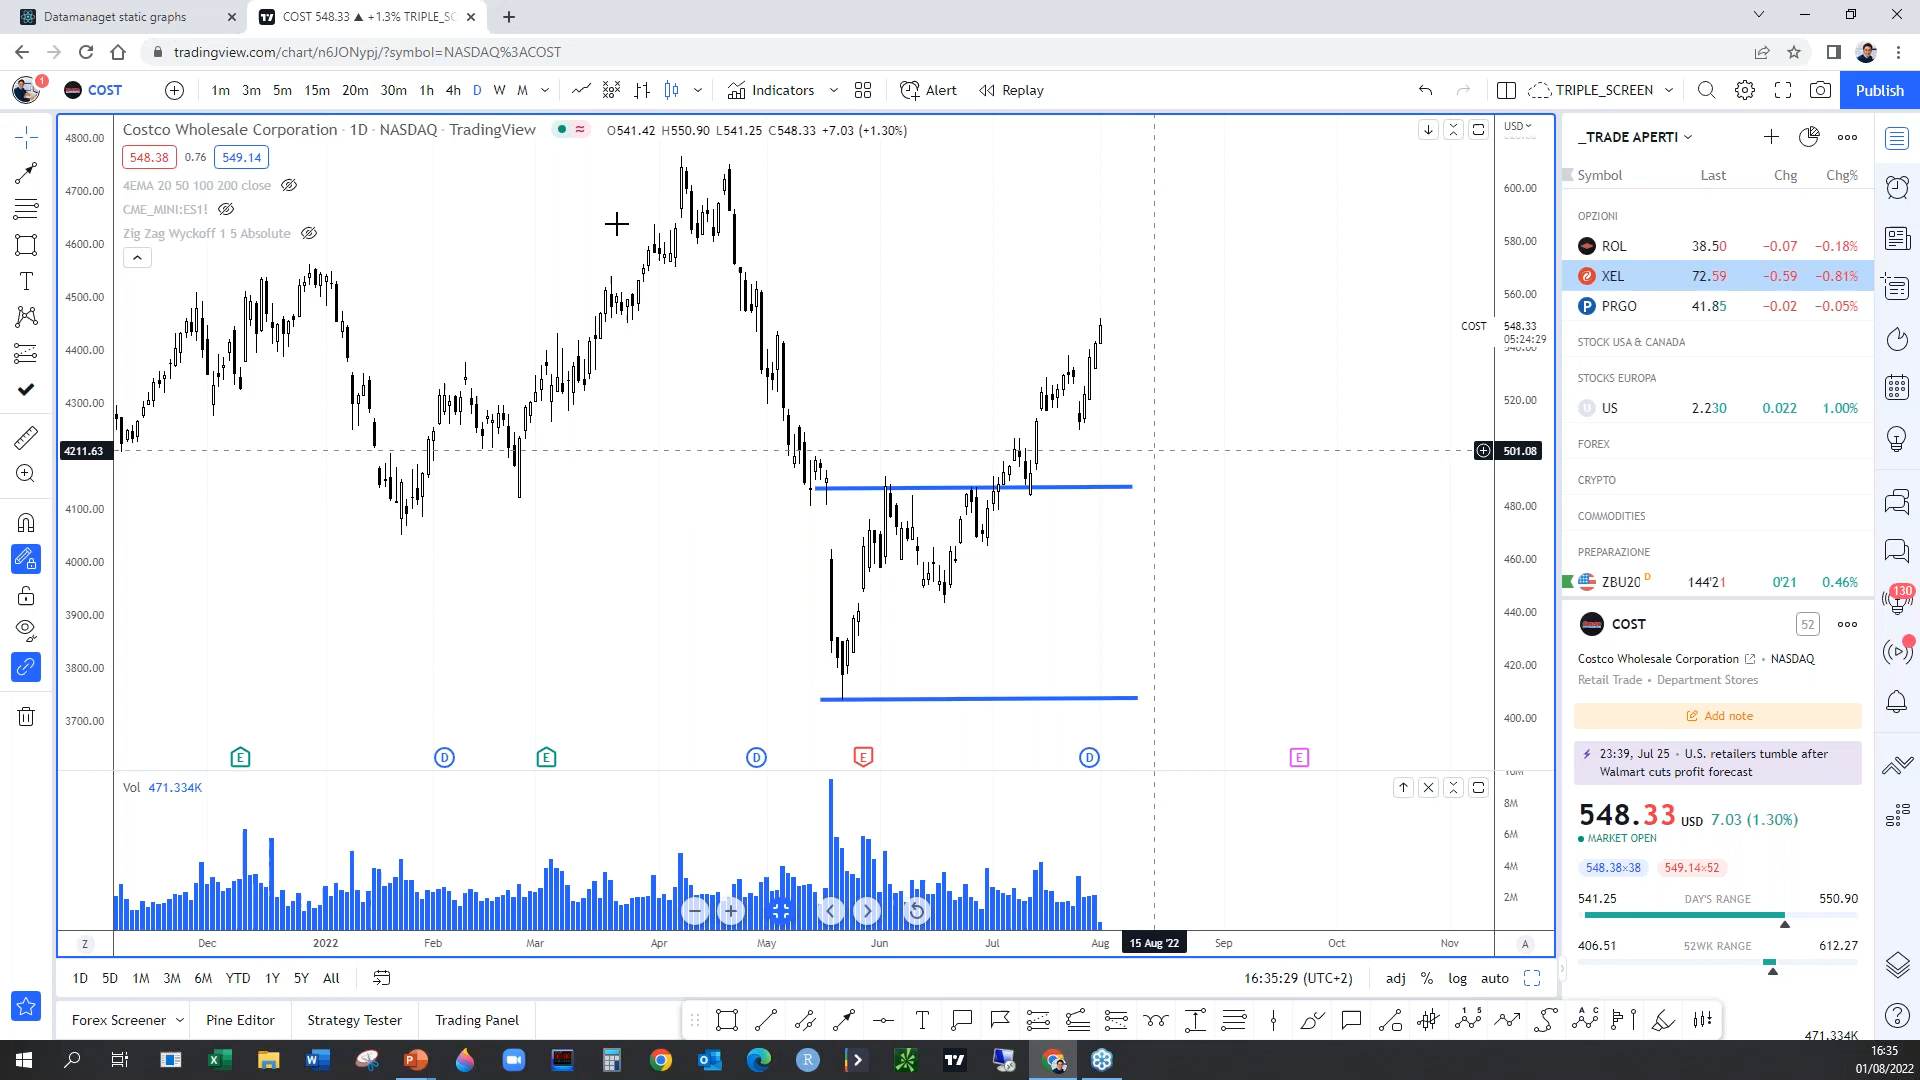 Datamanaget static graphs
COST 548.33 ▲ +1.3% TRIPLE_SC
tradingview.com/chart/n6JONypj/?symbol=NASDAQ%3ACOST
1
COST
1m 3m 5m 15m 20m 30m 1h 4h D W M
Indicators
Alert
Replay
TRIPLE_SCREEN
Publish
Costco Wholesale Corporation · 1D · NASDAQ · TradingView
O541.42 H550.90 L541.25 C548.33 +7.03 (+1.30%)
548.38 0.76 549.14
4EMA 20 50 100 200 close
CME_MINI:ES1!
Zig Zag Wyckoff 1 5 Absolute
4800.00
4700.00
4600.00
4500.00
4400.00
4300.00
4211.63
4100.00
4000.00
3900.00
3800.00
3700.00
USD
600.00
580.00
560.00
COST 548.33
05:24:29
540.00
520.00
501.08
480.00
460.00
440.00
420.00
400.00
E D E D E D E
Vol 471.334K
10M
8M
6M
4M
2M
Z Dec 2022 Feb Mar Apr May Jun Jul Aug 15 Aug '22 Sep Oct Nov A
1D 5D 1M 3M 6M YTD 1Y 5Y All
16:35:29 (UTC+2) adj % log auto
Forex Screener Pine Editor Strategy Tester Trading Panel
_TRADE APERTI
Symbol Last Chg Chg%
OPZIONI
ROL 38.50 −0.07 −0.18%
XEL 72.59 −0.59 −0.81%
PRGO 41.85 −0.02 −0.05%
STOCK USA & CANADA
STOCKS EUROPA
US 2.230 0.022 1.00%
FOREX
CRYPTO
COMMODITIES
PREPARAZIONE
ZBU20 D 144'21 0'21 0.46%
COST 52
Costco Wholesale Corporation • NASDAQ
Retail Trade • Department Stores
Add note
23:39, Jul 25 • U.S. retailers tumble after
Walmart cuts profit forecast
548.33 USD 7.03 (1.30%)
MARKET OPEN
548.38×38 549.14×52
541.25 DAY'S RANGE 550.90
406.51 52WK RANGE 612.27
471.334K
130
16:35
01/08/2022